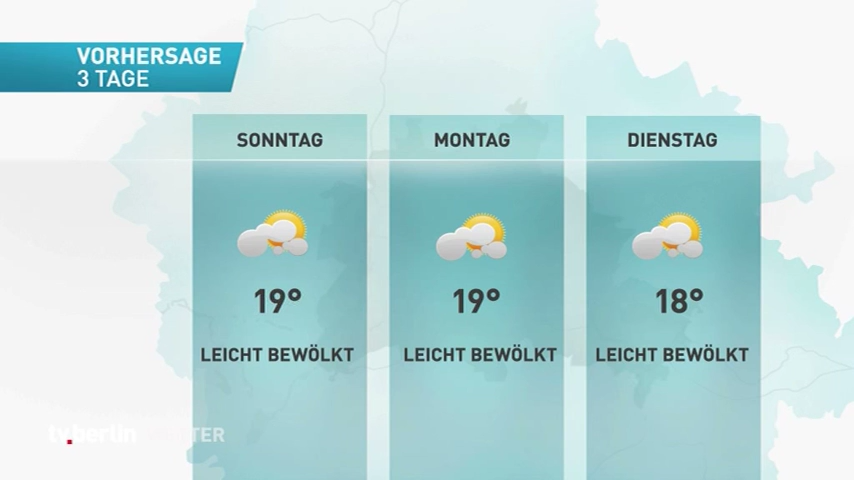 VORHERSAGE
3 TAGE
SONNTAG
MONTAG
DIENSTAG
19°
19°
18°
LEICHT BEWÖLKT
LEICHT BEWÖLKT
LEICHT BEWÖLKT
tv.berlin